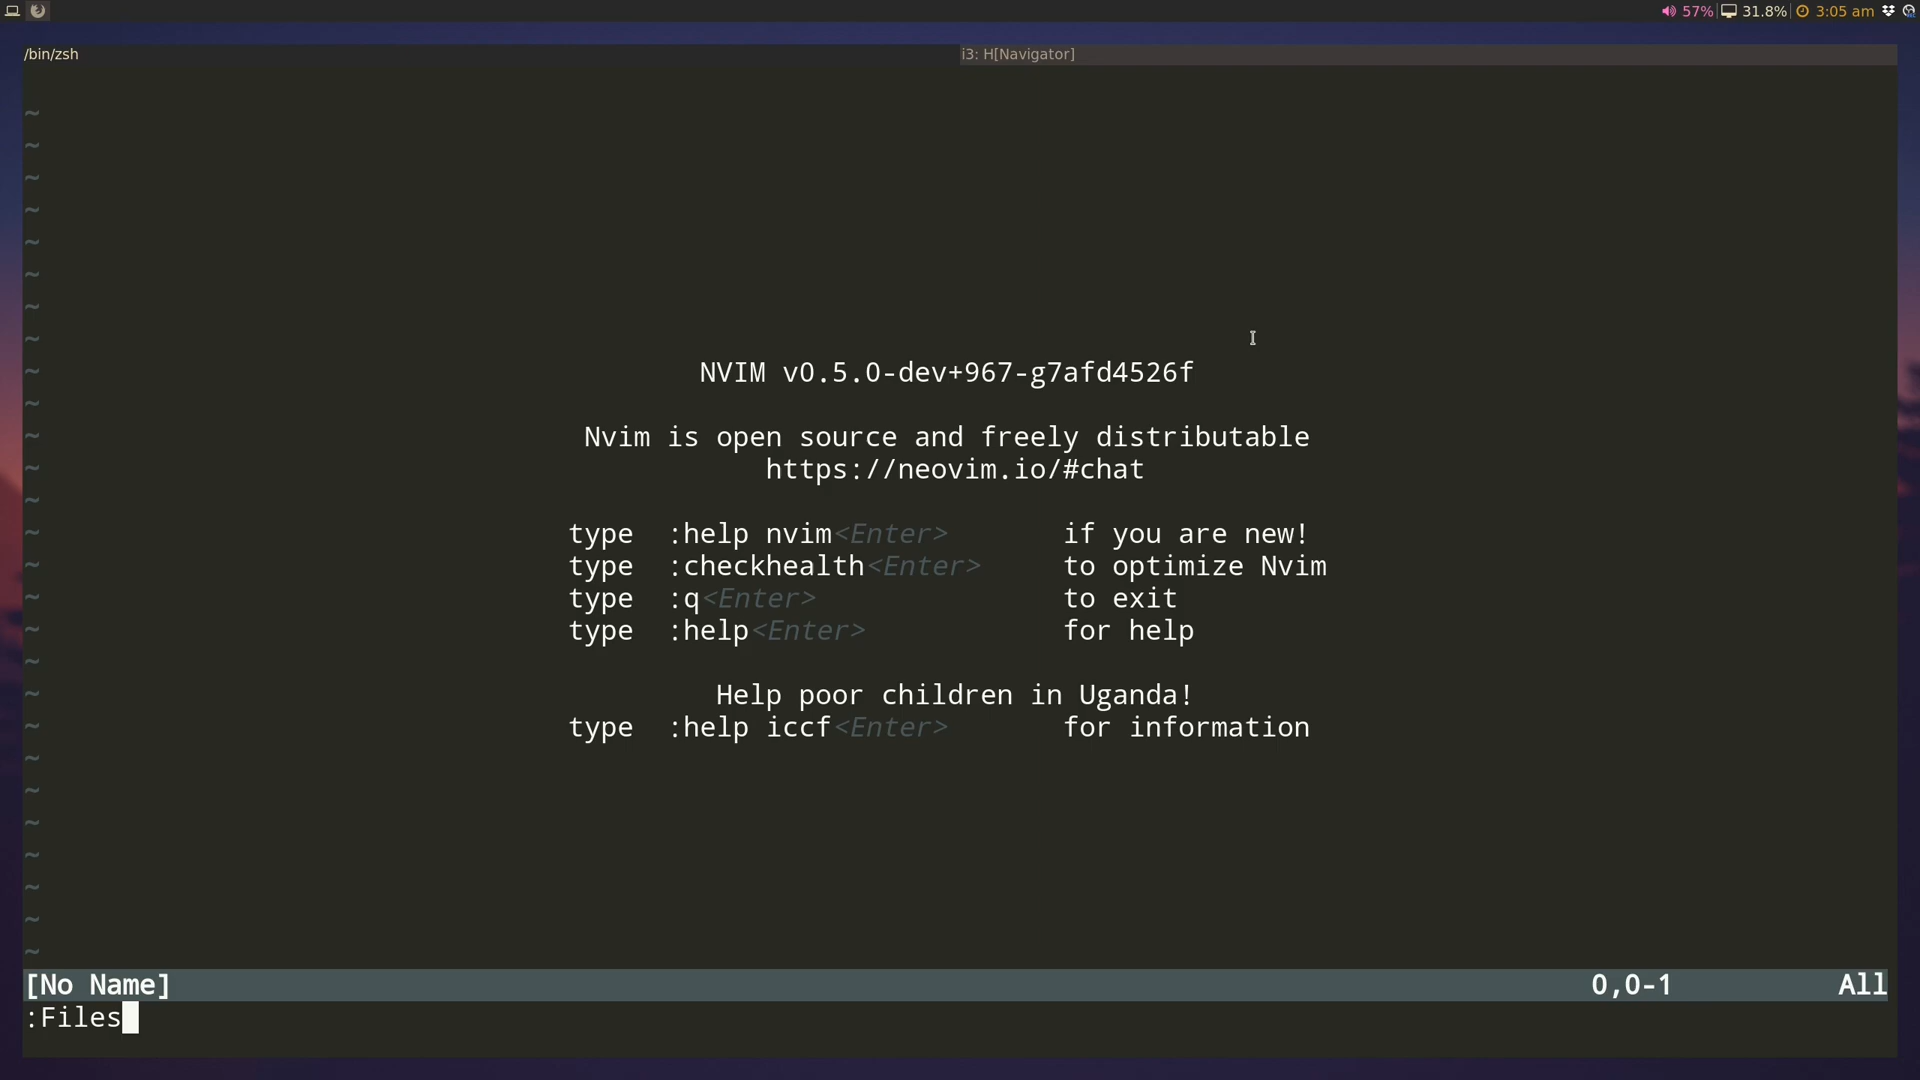 57% 31.8% 3:05 am
/bin/zsh i3: H[Navigator]
~
~
~
~
~
~
~
~
~ NVIM v0.5.0-dev+967-g7afd4526f
~
~ Nvim is open source and freely distributable
~ https://neovim.io/#chat
~
~ type :help nvim<Enter> if you are new!
~ type :checkhealth<Enter> to optimize Nvim
~ type :q<Enter> to exit
~ type :help<Enter> for help
~
~ Help poor children in Uganda!
~ type :help iccf<Enter> for information
~
~
~
~
~
~
~
[No Name] 0,0-1 All
:Files